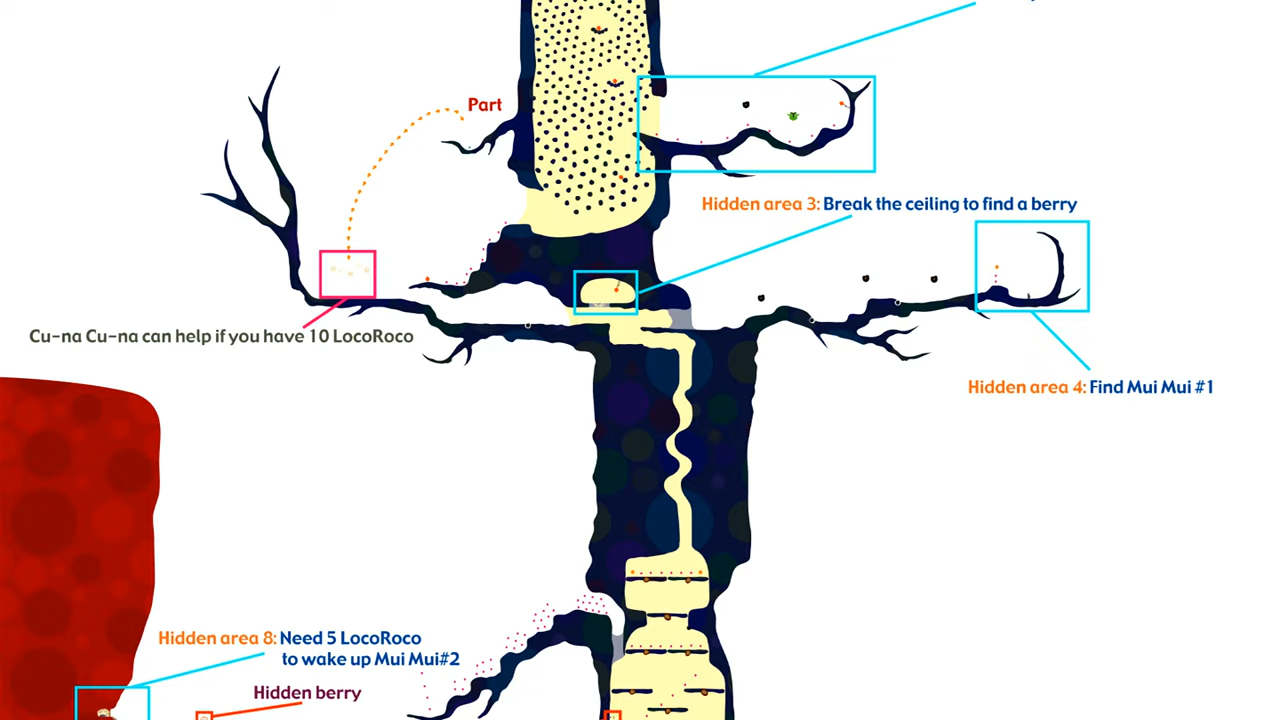 Part
Hidden area 3: Break the ceiling to find a berry
Cu-na Cu-na can help if you have 10 LocoRoco
Hidden area 4: Find Mui Mui #1
Hidden area 8: Need 5 LocoRoco
to wake up Mui Mui#2
Hidden berry